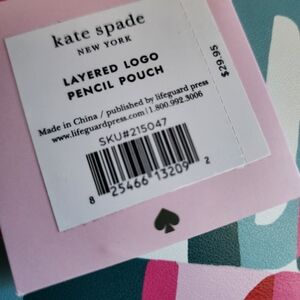 kate spade
NEW YORK
LAYERED LOGO
PENCIL POUCH
$29.95
Made in China / published by lifeguard press
www.lifeguardpress.com | 1.800.992.3006
SKU#215047
8 25466 13209 2